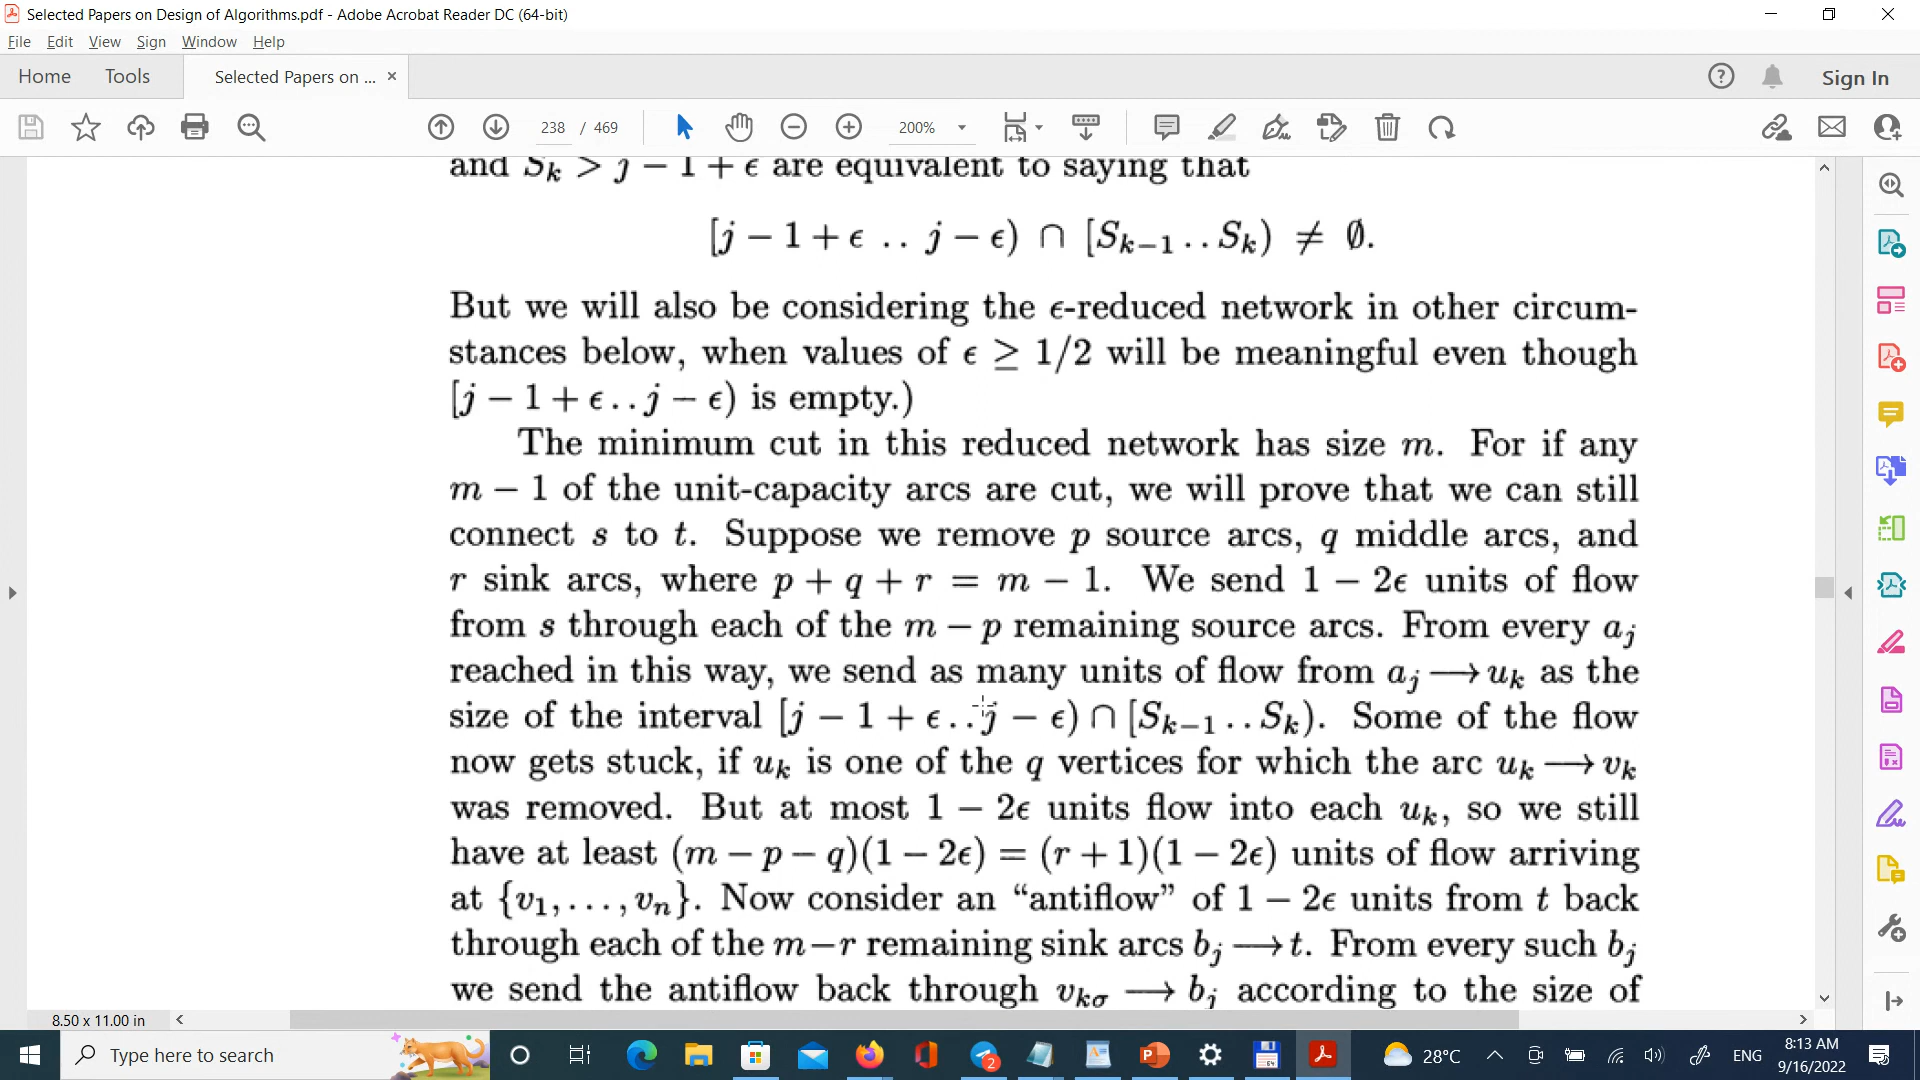 Selected Papers on Design of Algorithms.pdf - Adobe Acrobat Reader DC (64-bit)
File Edit View Sign Window Help
Home Tools Selected Papers on ... × Sign In
238 / 469 200%
and S_k > j − 1 + ϵ are equivalent to saying that
[j − 1 + ϵ .. j − ϵ) ∩ [S_{k−1} .. S_k) ≠ ∅.
But we will also be considering the ϵ-reduced network in other circum-
stances below, when values of ϵ ≥ 1/2 will be meaningful even though
[j − 1 + ϵ .. j − ϵ) is empty.)
The minimum cut in this reduced network has size m. For if any
m − 1 of the unit-capacity arcs are cut, we will prove that we can still
connect s to t. Suppose we remove p source arcs, q middle arcs, and
r sink arcs, where p + q + r = m − 1. We send 1 − 2ϵ units of flow
from s through each of the m − p remaining source arcs. From every a_j
reached in this way, we send as many units of flow from a_j ⟶ u_k as the
size of the interval [j − 1 + ϵ .. j − ϵ) ∩ [S_{k−1} .. S_k). Some of the flow
now gets stuck, if u_k is one of the q vertices for which the arc u_k ⟶ v_k
was removed. But at most 1 − 2ϵ units flow into each u_k, so we still
have at least (m − p − q)(1 − 2ϵ) = (r + 1)(1 − 2ϵ) units of flow arriving
at {v_1, . . . , v_n}. Now consider an “antiflow” of 1 − 2ϵ units from t back
through each of the m − r remaining sink arcs b_j ⟶ t. From every such b_j
we send the antiflow back through v_{kσ} ⟶ b_j according to the size of
8.50 x 11.00 in
Type here to search
2
64
28°C
ENG
8:13 AM
9/16/2022